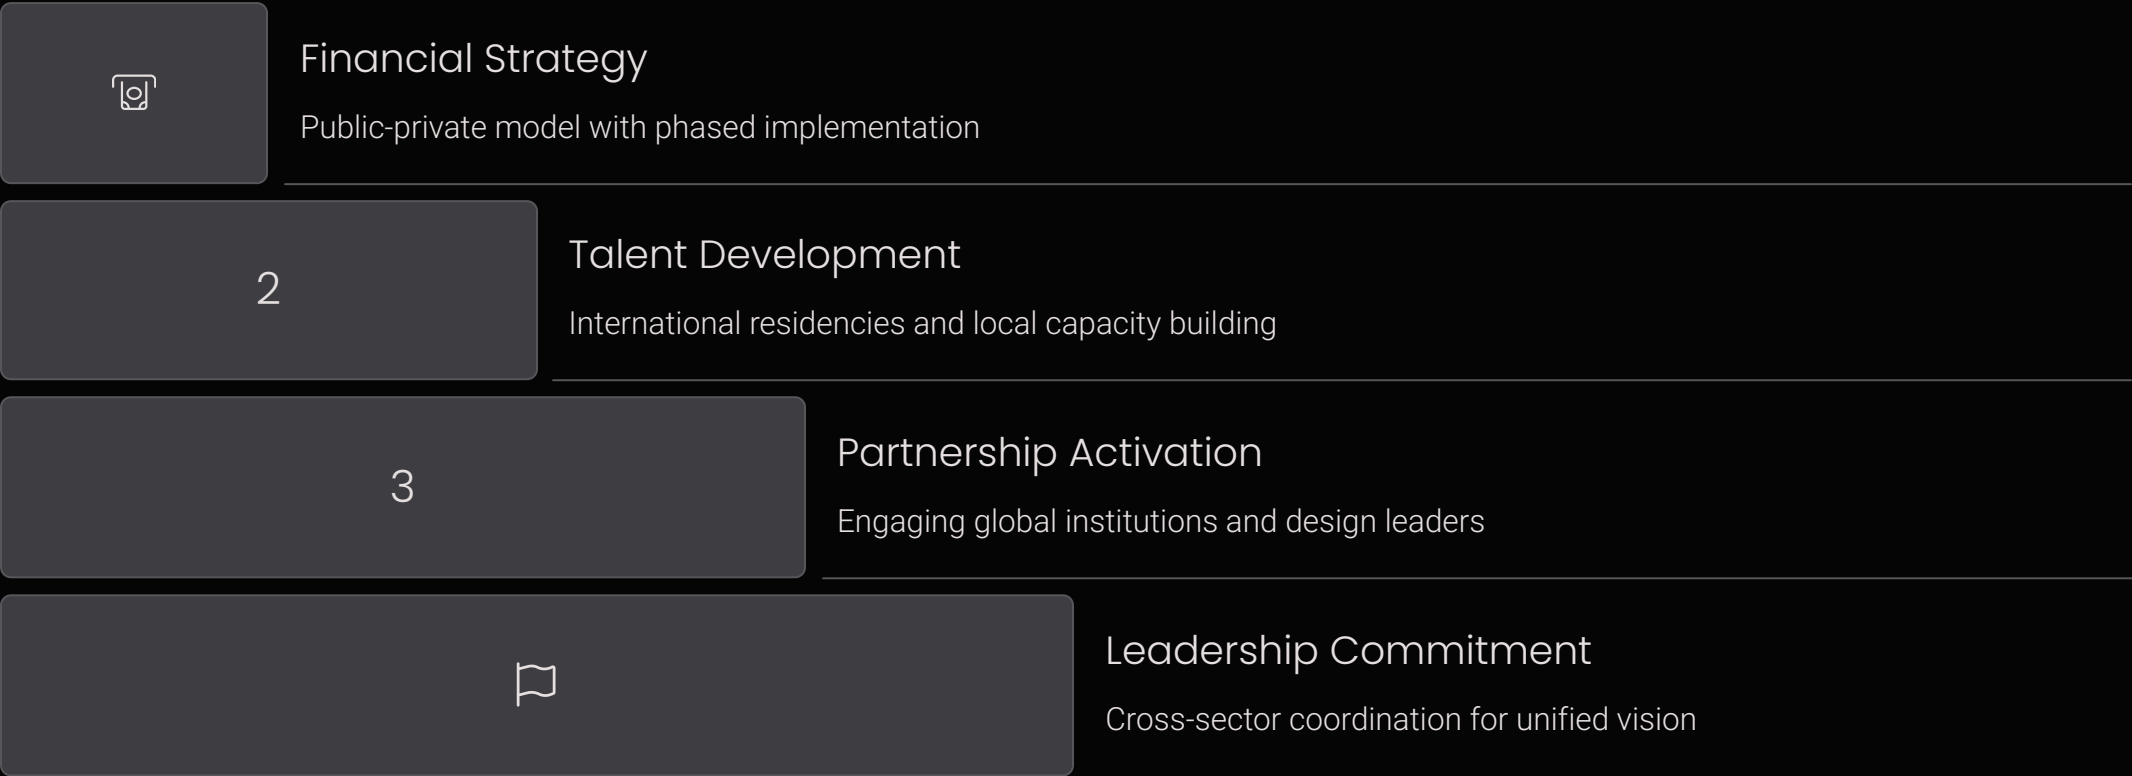 Financial Strategy
Public-private model with phased implementation
2
Talent Development
International residencies and local capacity building
3
Partnership Activation
Engaging global institutions and design leaders
Leadership Commitment
Cross-sector coordination for unified vision